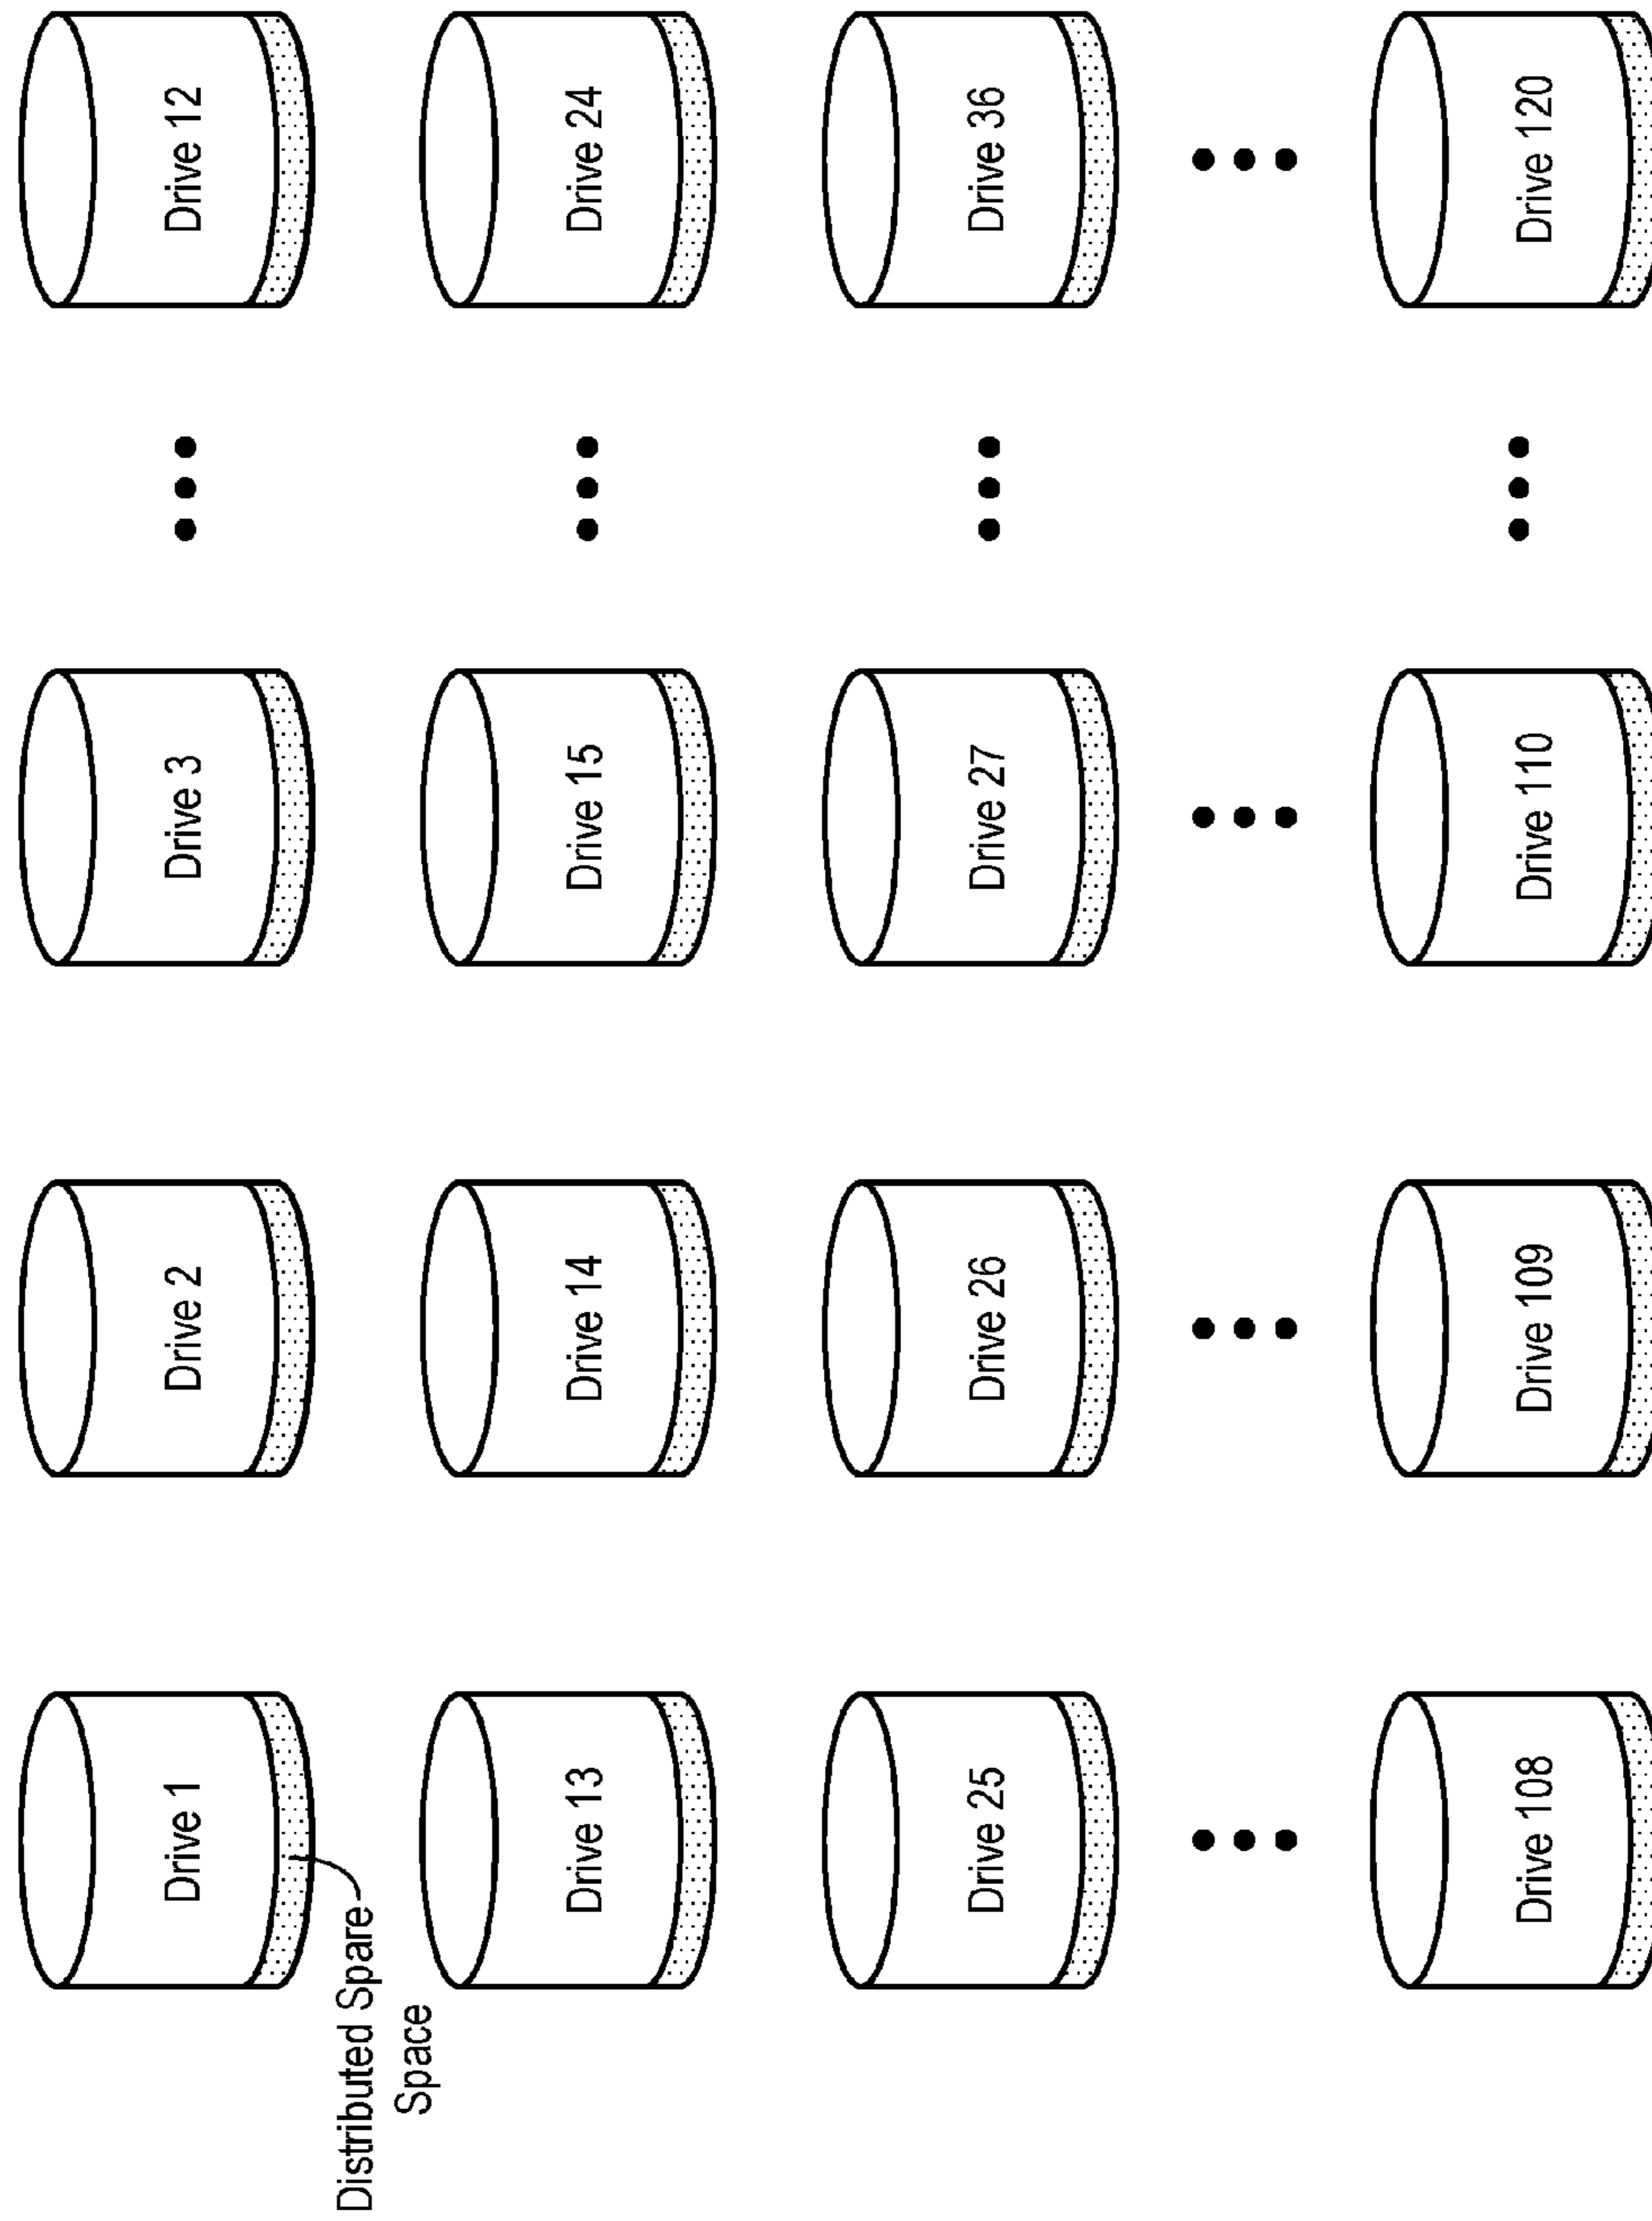 Drive 1
Drive 2
Drive 3
Drive 12
Distributed Spare
Space
Drive 13
Drive 14
Drive 15
Drive 24
Drive 25
Drive 26
Drive 27
Drive 36
Drive 108
Drive 109
Drive 110
Drive 120